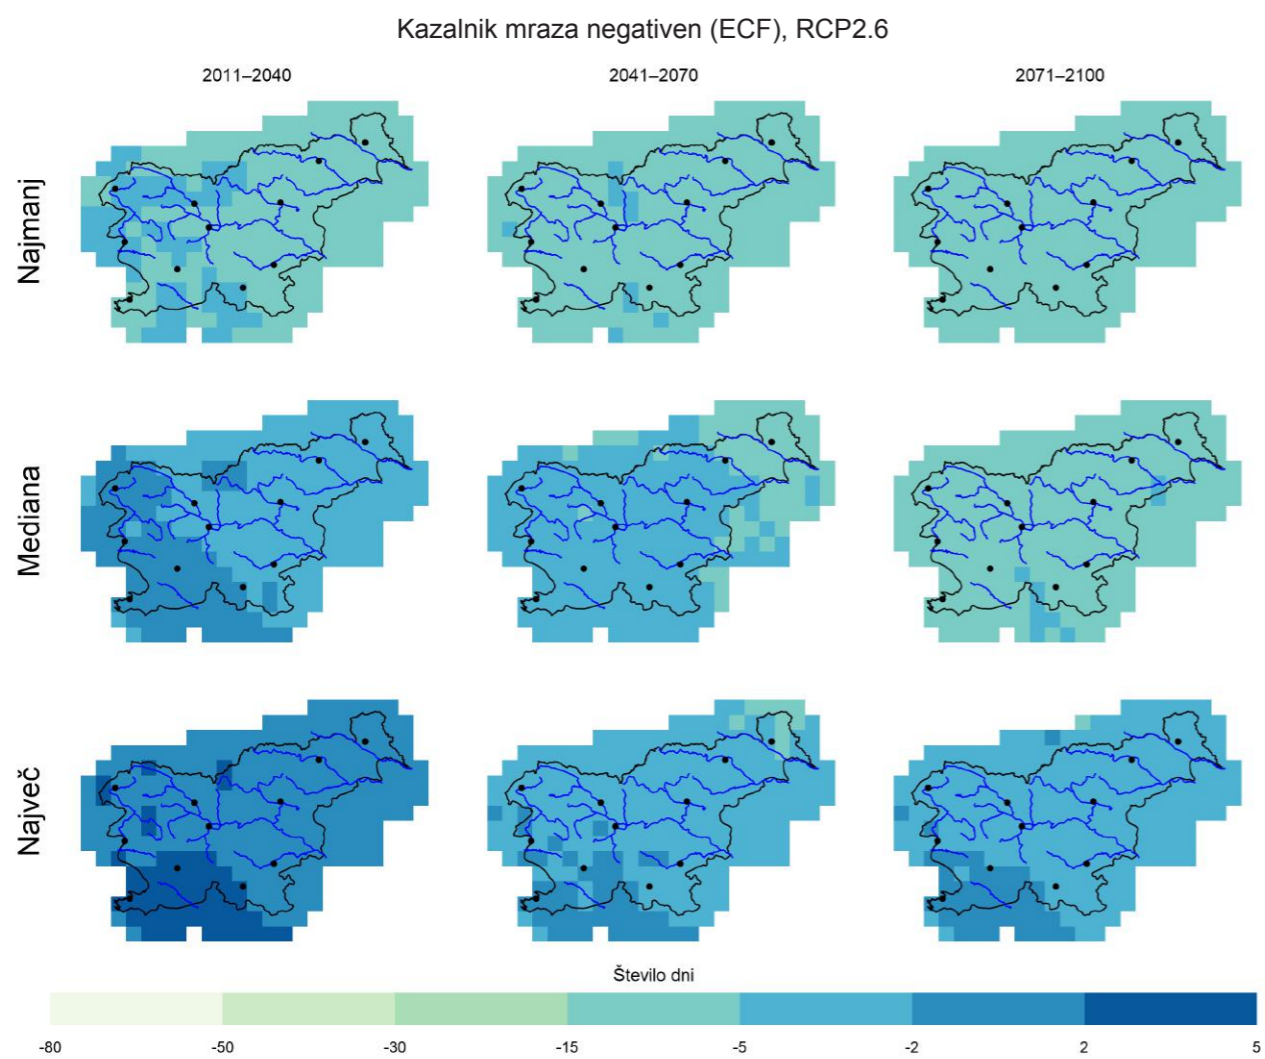 Kazalnik mraza negativen (ECF), RCP2.6
2011–2040 2041–2070 2071–2100
Najmanj
Mediana
Največ
Število dni
-80 -50 -30 -15 -5 -2 2 5